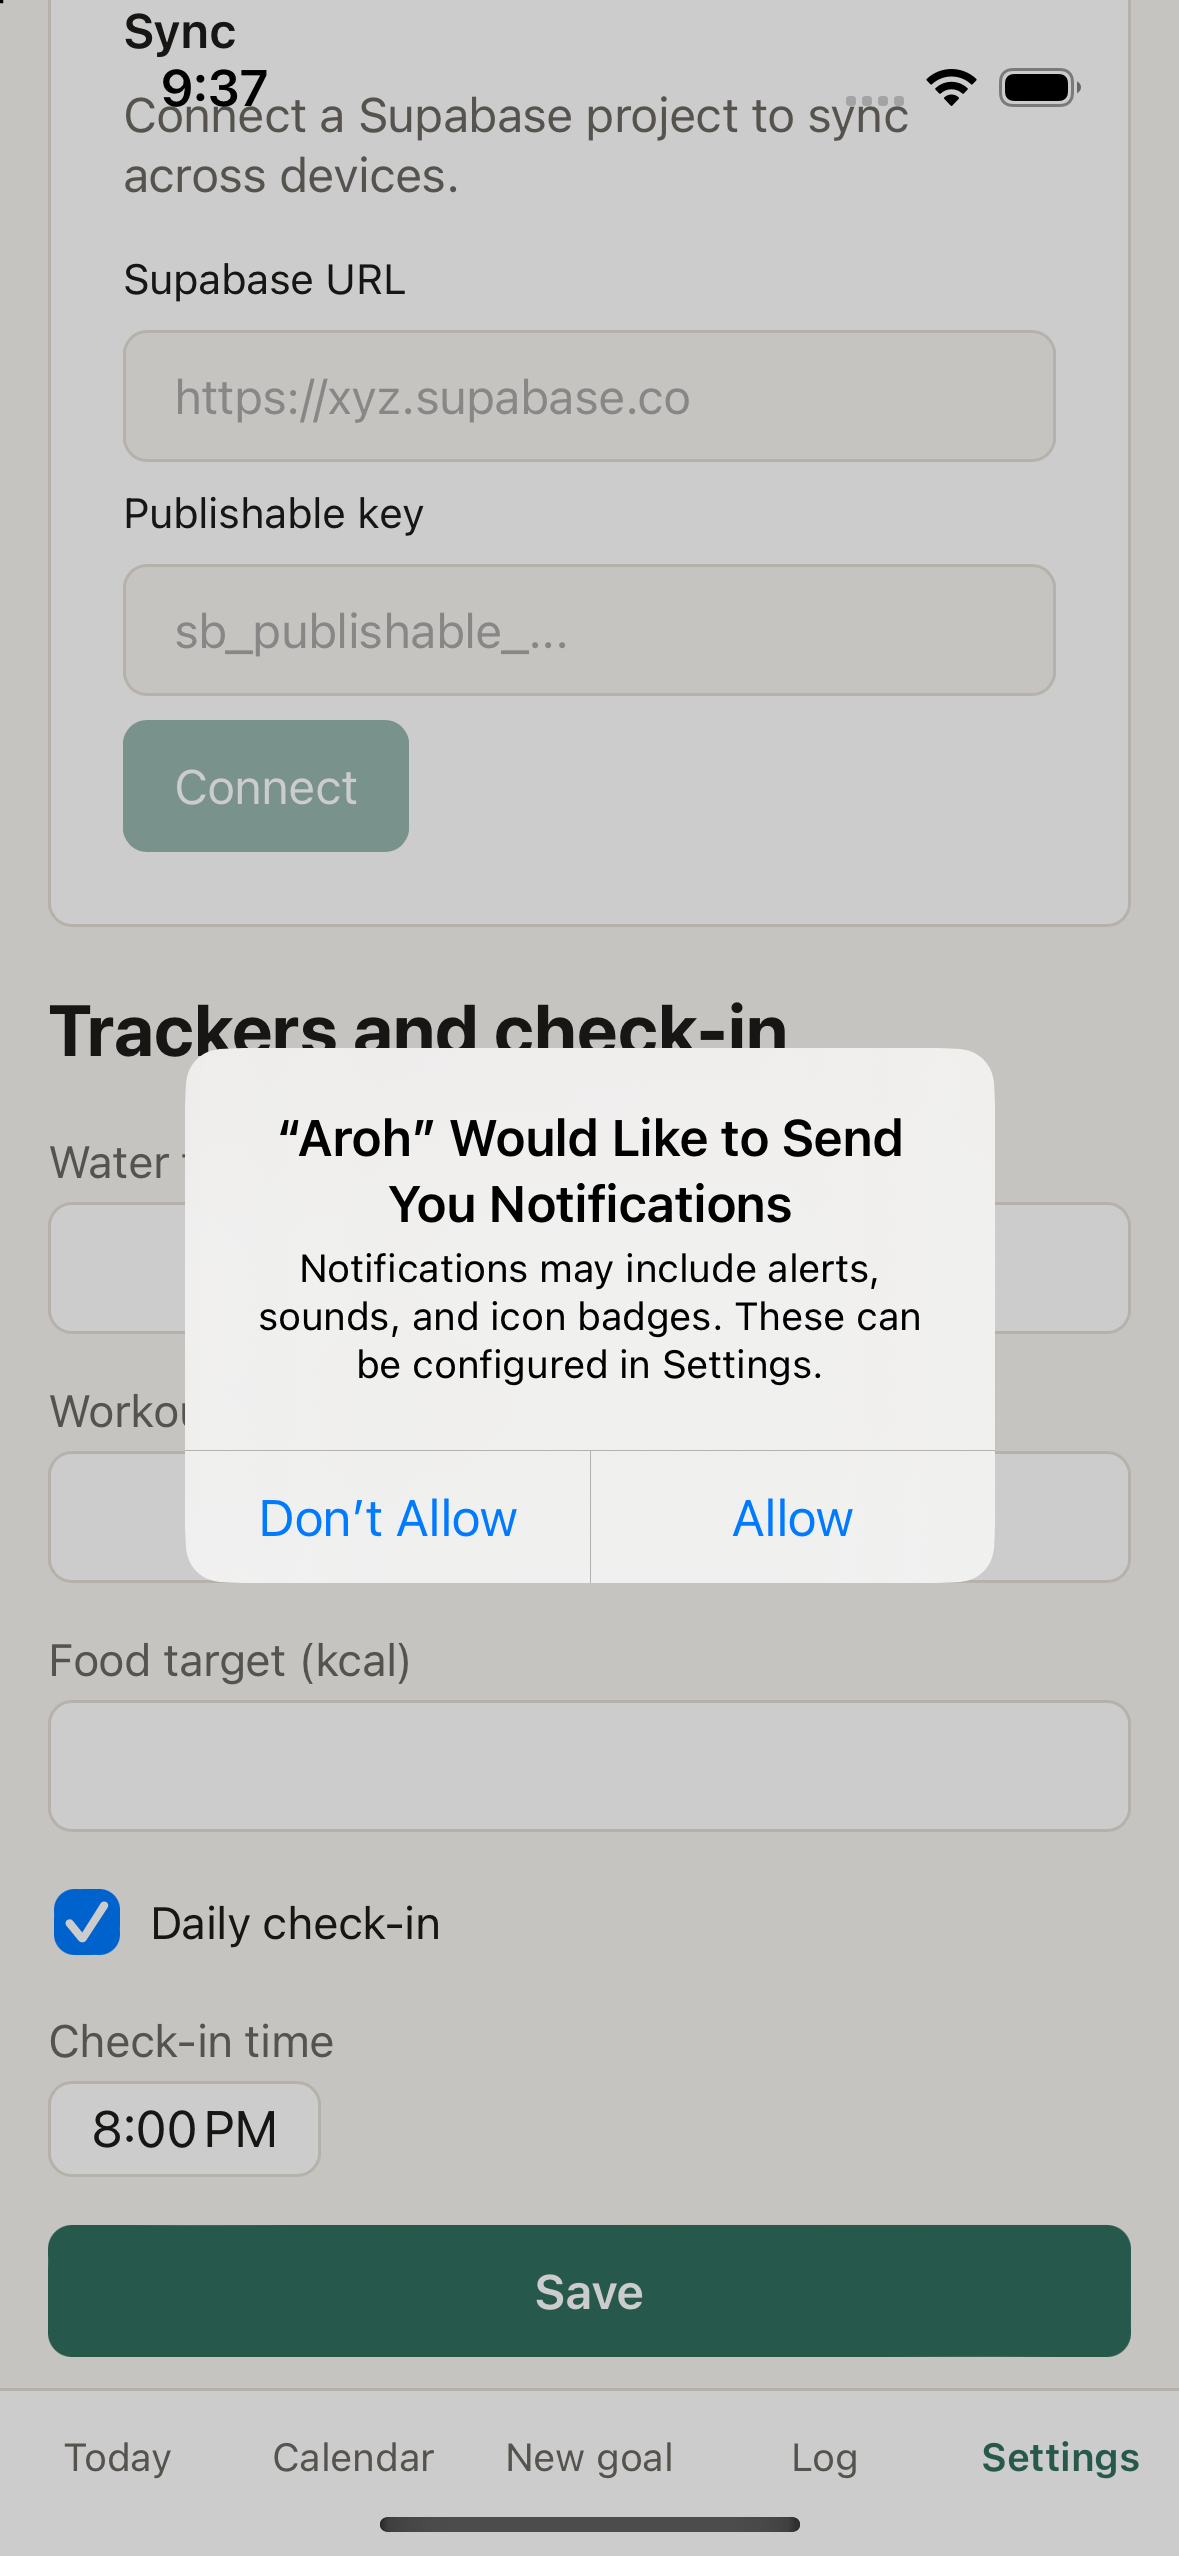 Sync
9:37
Connect a Supabase project to sync
across devices.
Supabase URL
https://xyz.supabase.co
Publishable key
sb_publishable_...
Connect
Trackers and check-in
Water
“Aroh” Would Like to Send
You Notifications
Notifications may include alerts,
sounds, and icon badges. These can
be configured in Settings.
Don’t Allow
Allow
Food target (kcal)
Daily check-in
Check-in time
8:00 PM
Save
Today
Calendar
New goal
Log
Settings